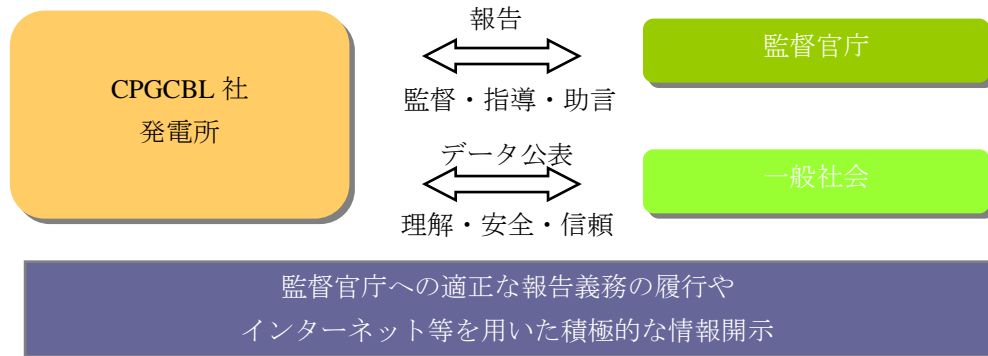 報告
監督官庁
CPGCBL 社
発電所
監督・指導・助言
データ公表
一般社会
理解・安全・信頼
監督官庁への適正な報告義務の履行や
インターネット等を用いた積極的な情報開示